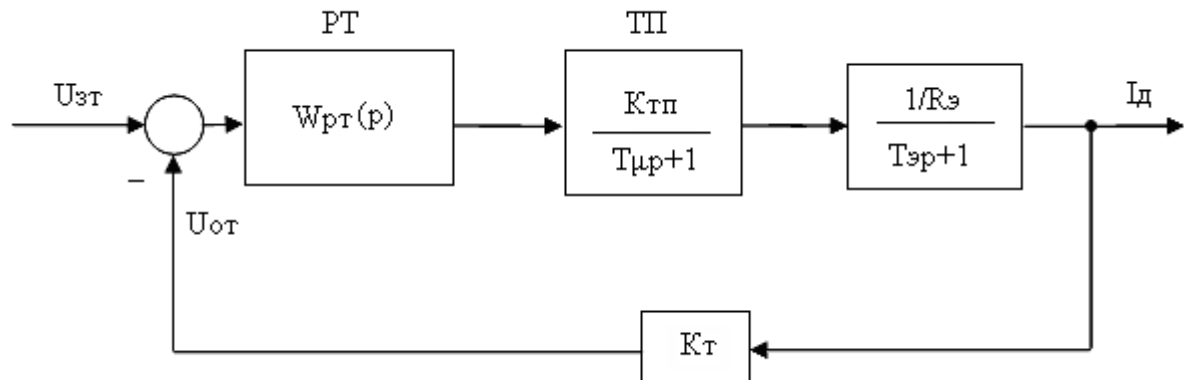 РТ
ТП
Uзт
Wрт(р)
Ктп
Тμр+1
1/Rэ
Тэр+1
Iд
–
Uот
Кт